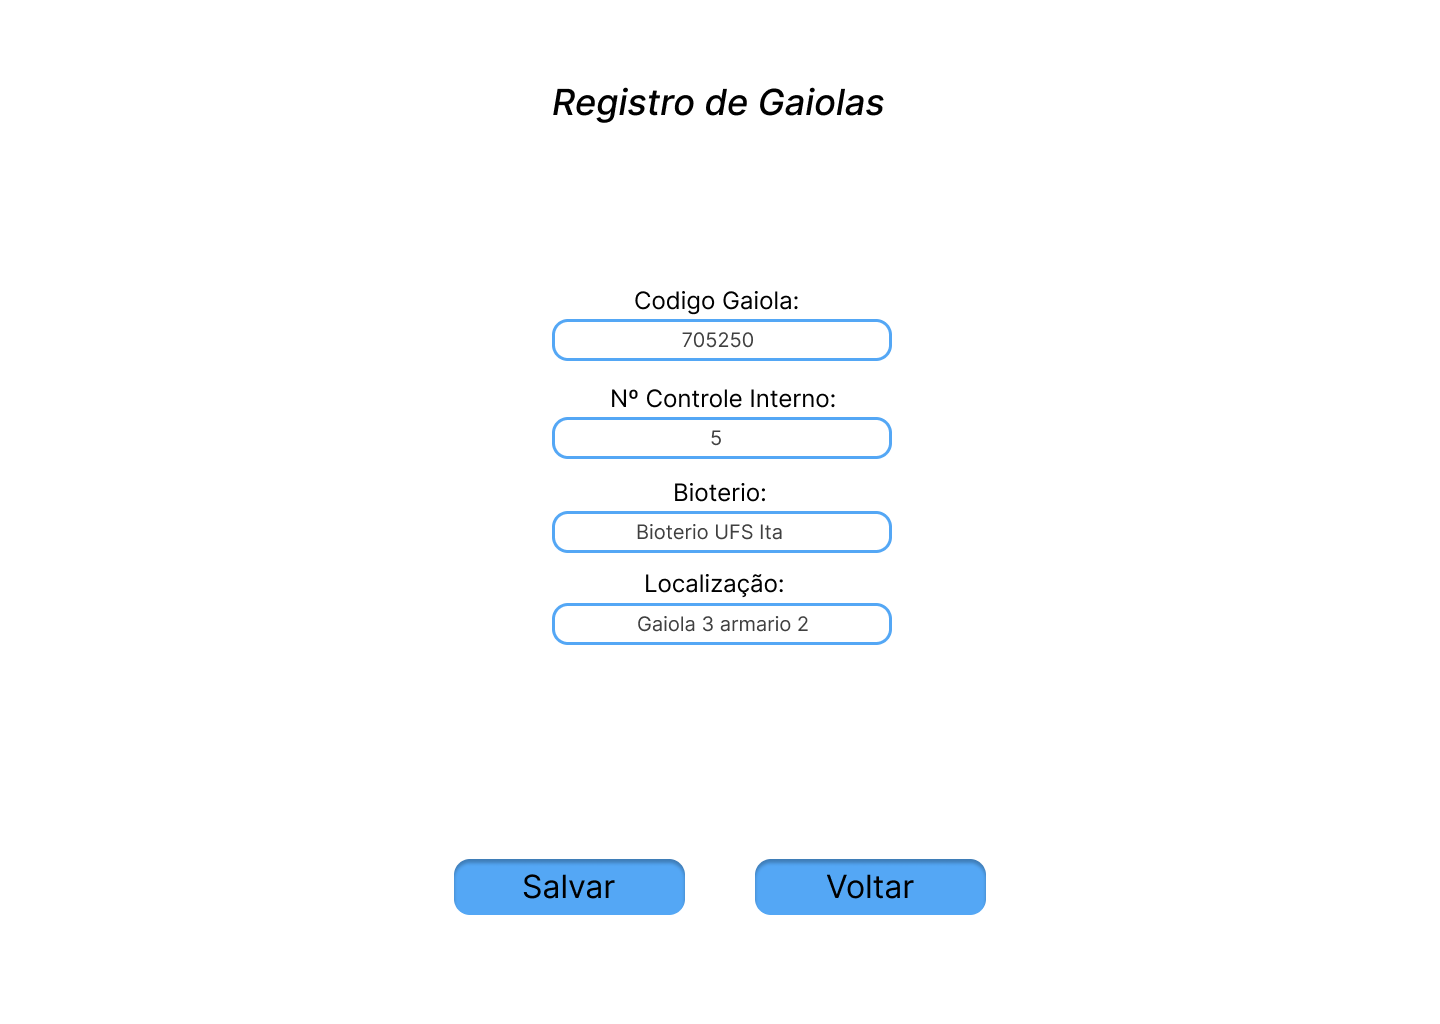 Registro de Gaiolas
Codigo Gaiola:
705250
Nº Controle Interno:
5
Bioterio:
Bioterio UFS Ita
Localização:
Gaiola 3 armario 2
Salvar
Voltar